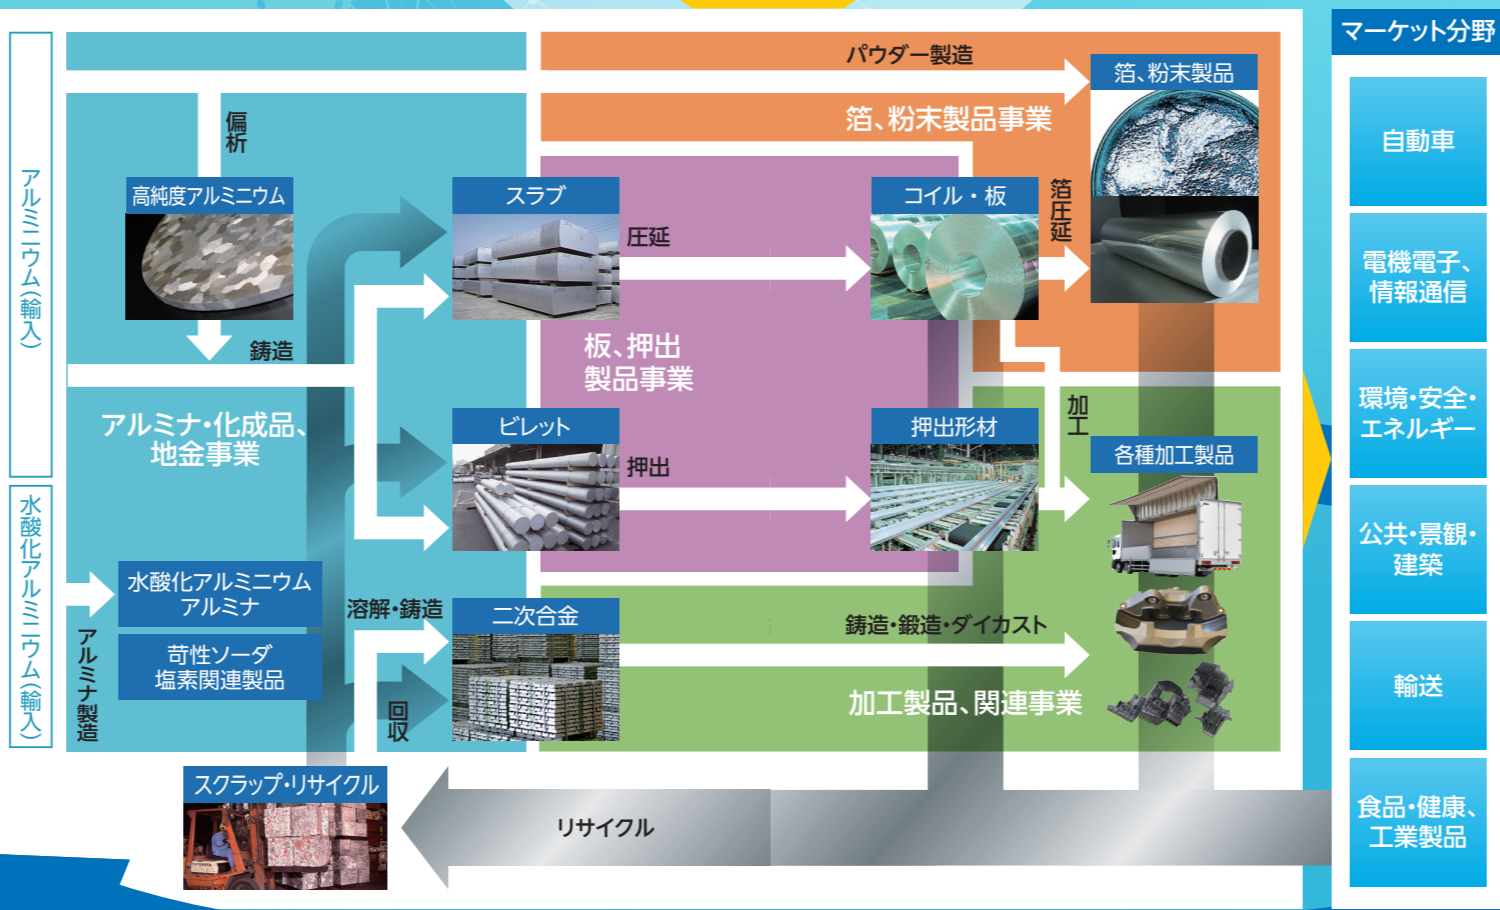 アルミニウム（輸入）
水酸化アルミニウム（輸入）
偏析
高純度アルミニウム
鋳造
アルミナ・化成品、
地金事業
アルミナ製造
水酸化アルミニウム
アルミナ
苛性ソーダ
塩素関連製品
溶解・鋳造
回収
スラブ
圧延
ビレット
押出
二次合金
板、押出
製品事業
パウダー製造
箔、粉末製品事業
箔、粉末製品
コイル・板
箔圧延
押出形材
加工
各種加工製品
鋳造・鍛造・ダイカスト
加工製品、関連事業
スクラップ・リサイクル
リサイクル
マーケット分野
自動車
電機電子、
情報通信
環境・安全・
エネルギー
公共・景観・
建築
輸送
食品・健康、
工業製品